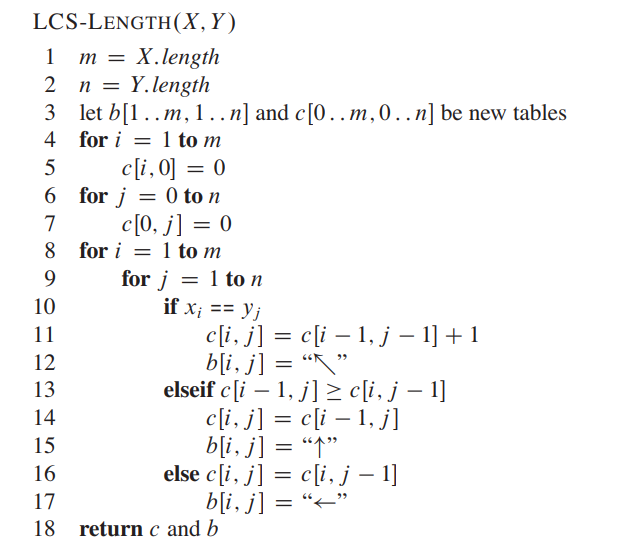 LCS-LENGTH(X, Y)
1 m = X.length
2 n = Y.length
3 let b[1..m, 1..n] and c[0..m, 0..n] be new tables
4 for i = 1 to m
5 c[i, 0] = 0
6 for j = 0 to n
7 c[0, j] = 0
8 for i = 1 to m
9 for j = 1 to n
10 if xᵢ == yⱼ
11 c[i, j] = c[i − 1, j − 1] + 1
12 b[i, j] = “↖”
13 elseif c[i − 1, j] ≥ c[i, j − 1]
14 c[i, j] = c[i − 1, j]
15 b[i, j] = “↑”
16 else c[i, j] = c[i, j − 1]
17 b[i, j] = “←”
18 return c and b